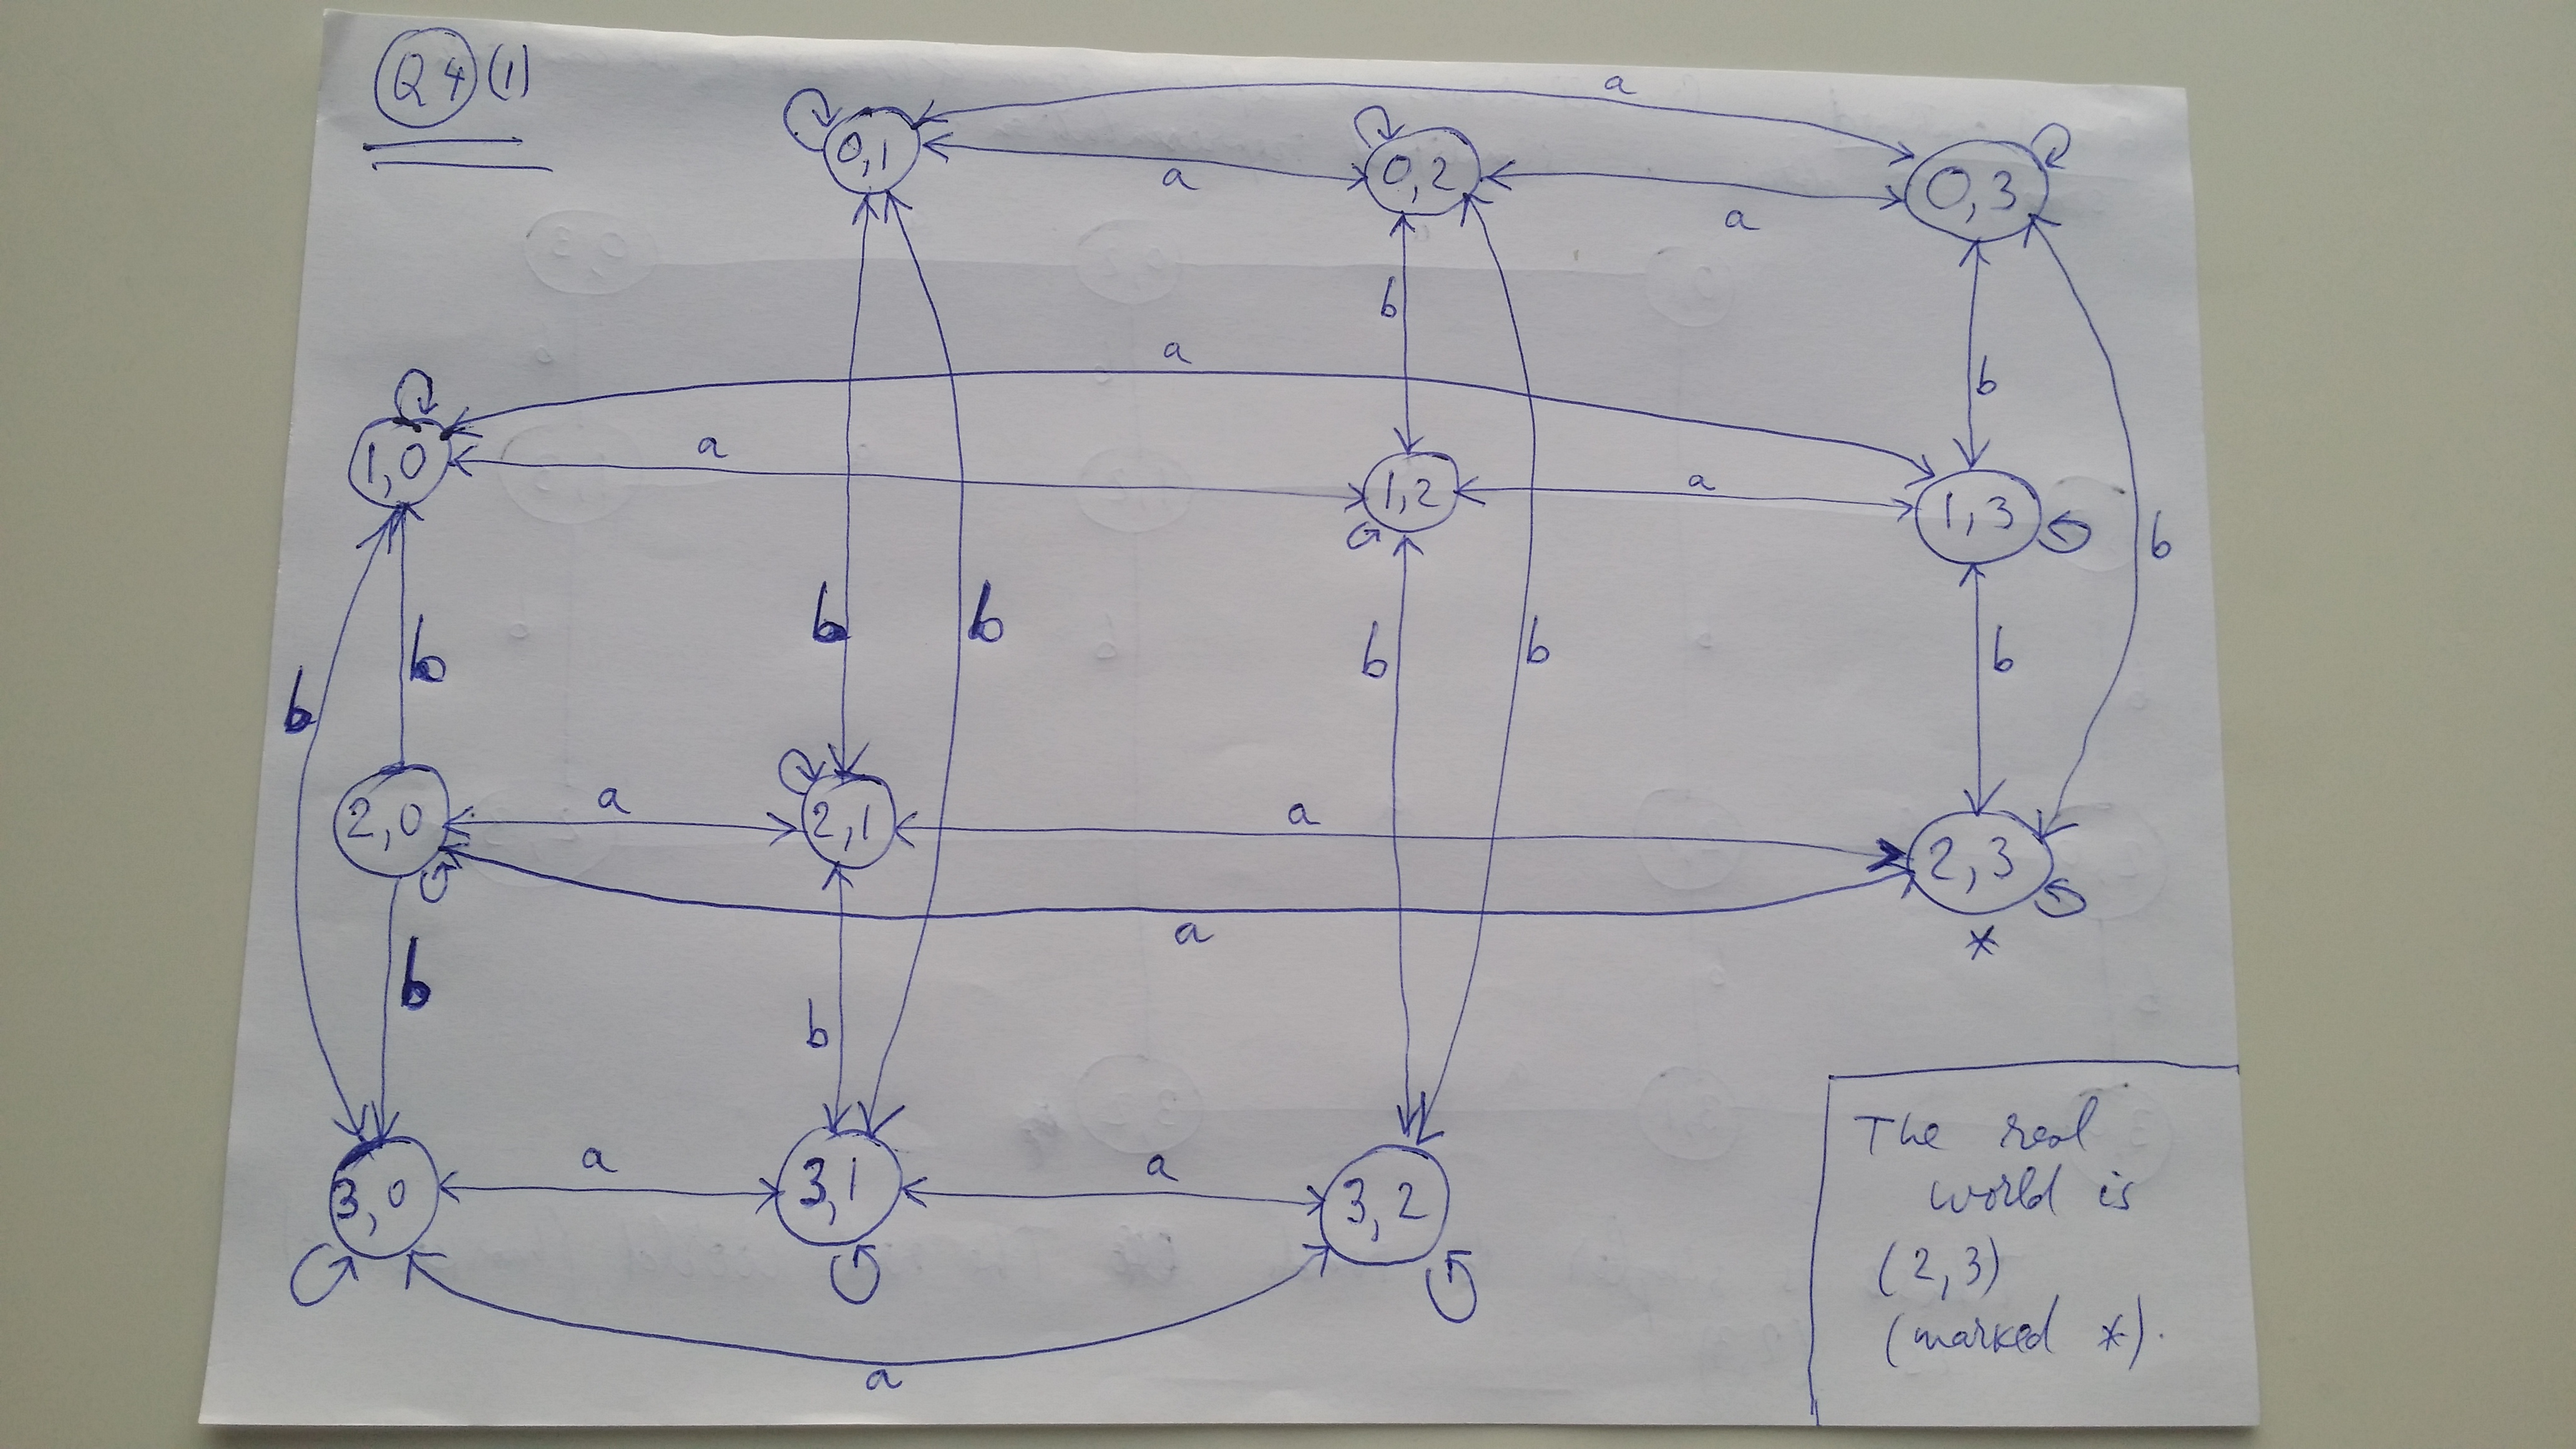 Q4 (1)
a
0,1
0,2
0,3
a
a
b
a
b
1,0
a
1,2
a
1,3
b
b
b
b
b
b
b
b
2,0
a
2,1
a
2,3
a
*
b
b
a
a
3,0
3,1
3,2
a
The real
world is
(2,3)
(marked *).